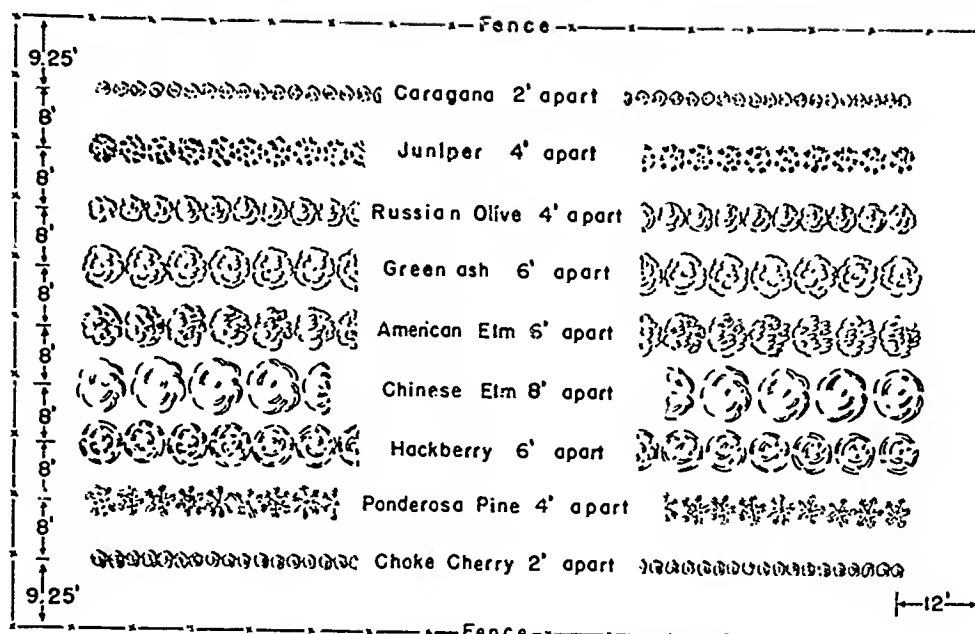 Fence
9.25'
Caragana 2' apart
8'
Juniper 4' apart
8'
Russian Olive 4' apart
8'
Green ash 6' apart
8'
American Elm 6' apart
8'
Chinese Elm 8' apart
8'
Hackberry 6' apart
8'
Ponderosa Pine 4' apart
8'
Choke Cherry 2' apart
9.25'
12'
Fence